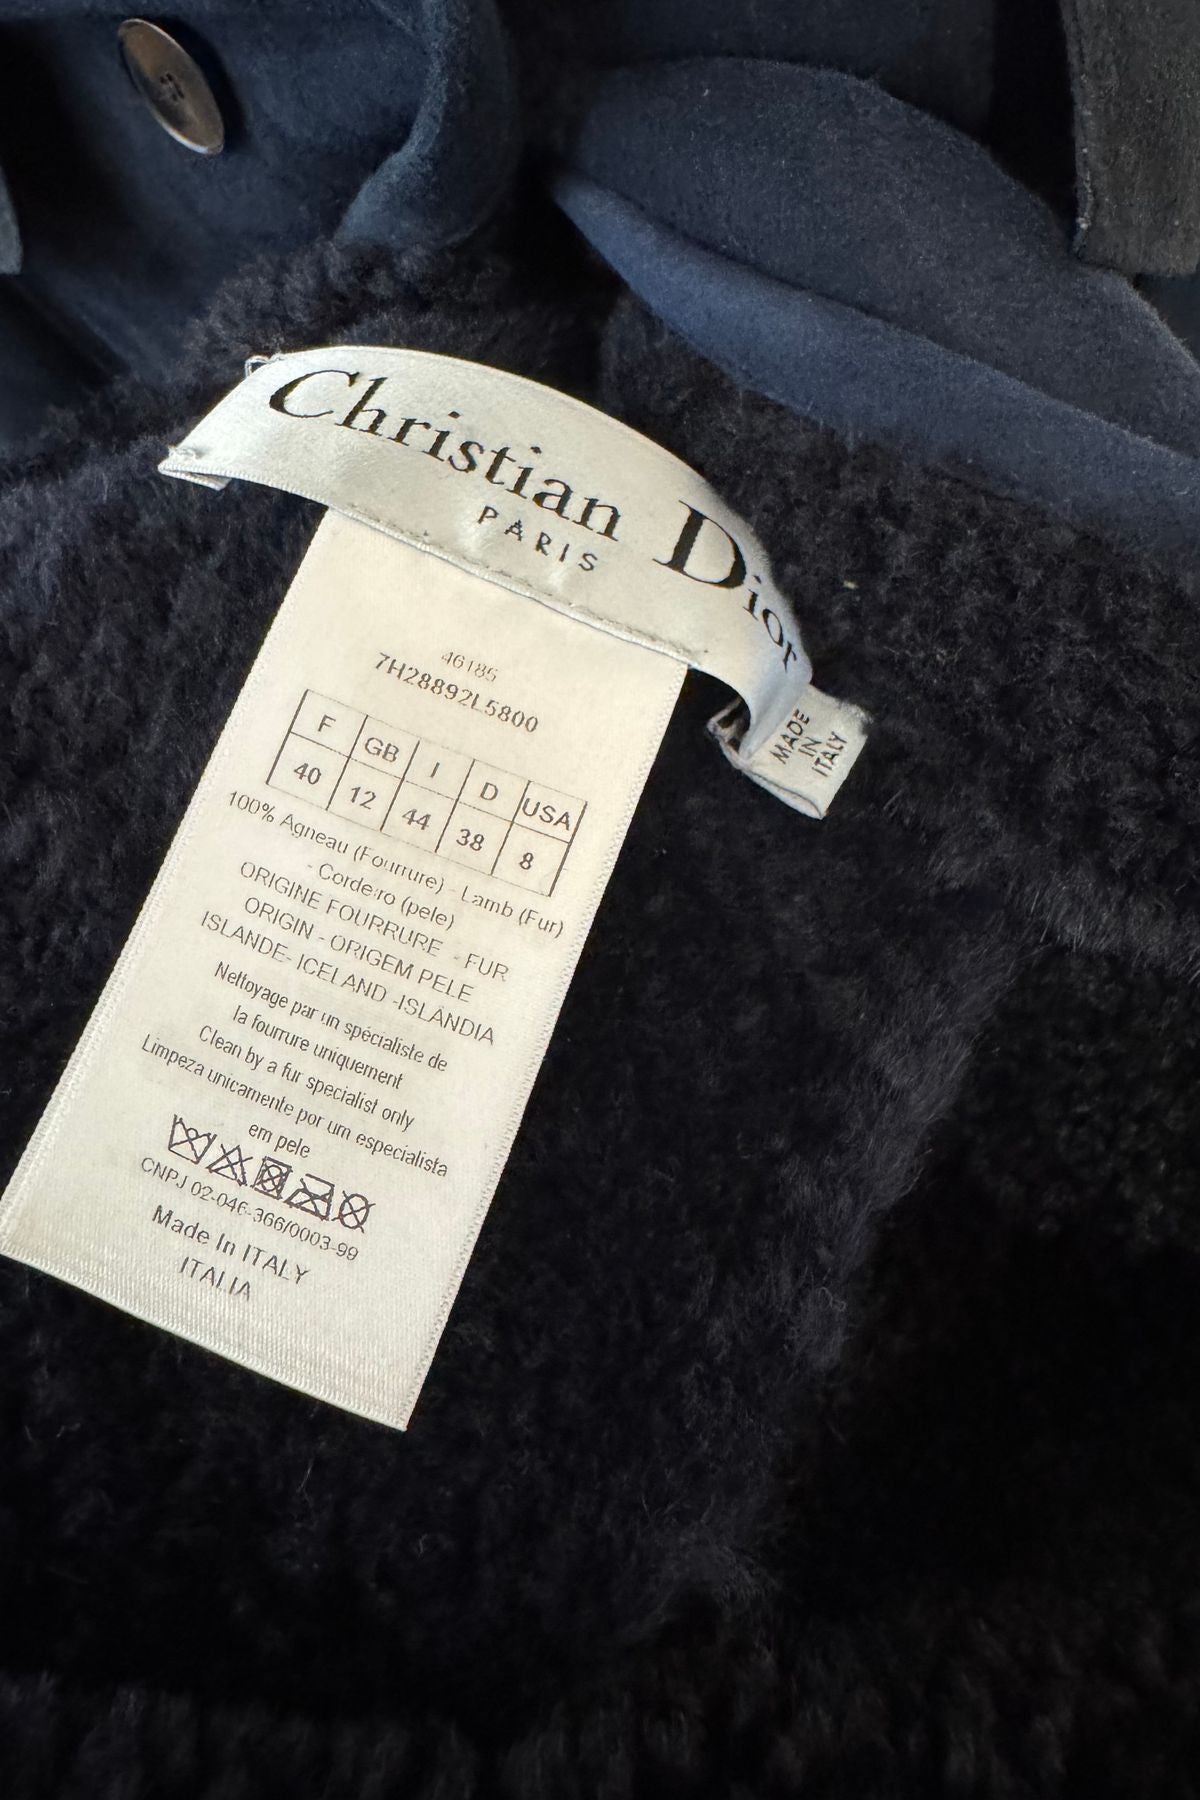 Christian Dior
PARIS
MADE
IN
ITALY
46185
7H28892L5800
F GB I D USA
40 12 44 38 8
100% Agneau (Fourrure) - Lamb (Fur)
- Cordeiro (pele)
ORIGINE FOURRURE - FUR
ORIGIN - ORIGEM PELE
ISLANDE- ICELAND -ISLÂNDIA
Nettoyage par un spécialiste de
la fourrure uniquement
Clean by a fur specialist only
Limpeza unicamente por um especialista
em pele
CNPJ 02-046-366/0003-99
Made In ITALY
ITALIA